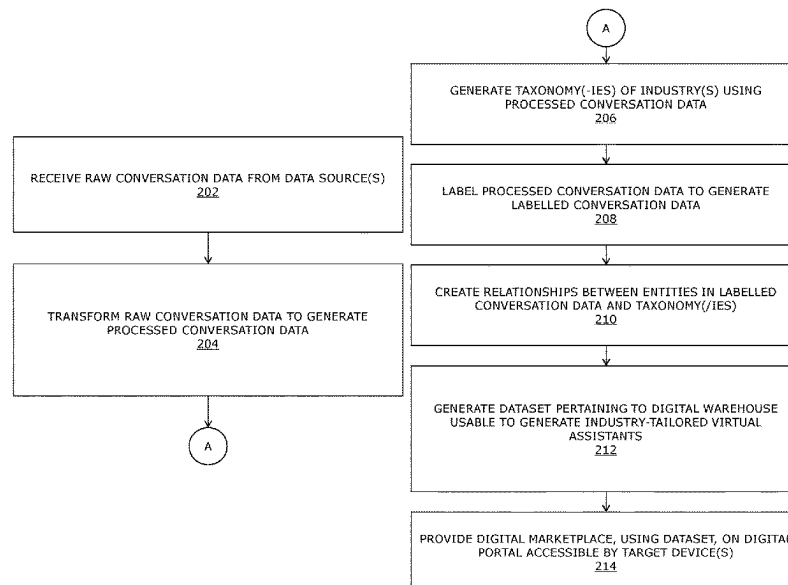 RECEIVE RAW CONVERSATION DATA FROM DATA SOURCE(S)
202
TRANSFORM RAW CONVERSATION DATA TO GENERATE
PROCESSED CONVERSATION DATA
204
A
A
GENERATE TAXONOMY(-IES) OF INDUSTRY(S) USING
PROCESSED CONVERSATION DATA
206
LABEL PROCESSED CONVERSATION DATA TO GENERATE
LABELLED CONVERSATION DATA
208
CREATE RELATIONSHIPS BETWEEN ENTITIES IN LABELLED
CONVERSATION DATA AND TAXONOMY(/IES)
210
GENERATE DATASET PERTAINING TO DIGITAL WAREHOUSE
USABLE TO GENERATE INDUSTRY-TAILORED VIRTUAL
ASSISTANTS
212
PROVIDE DIGITAL MARKETPLACE, USING DATASET, ON DIGITAL
PORTAL ACCESSIBLE BY TARGET DEVICE(S)
214